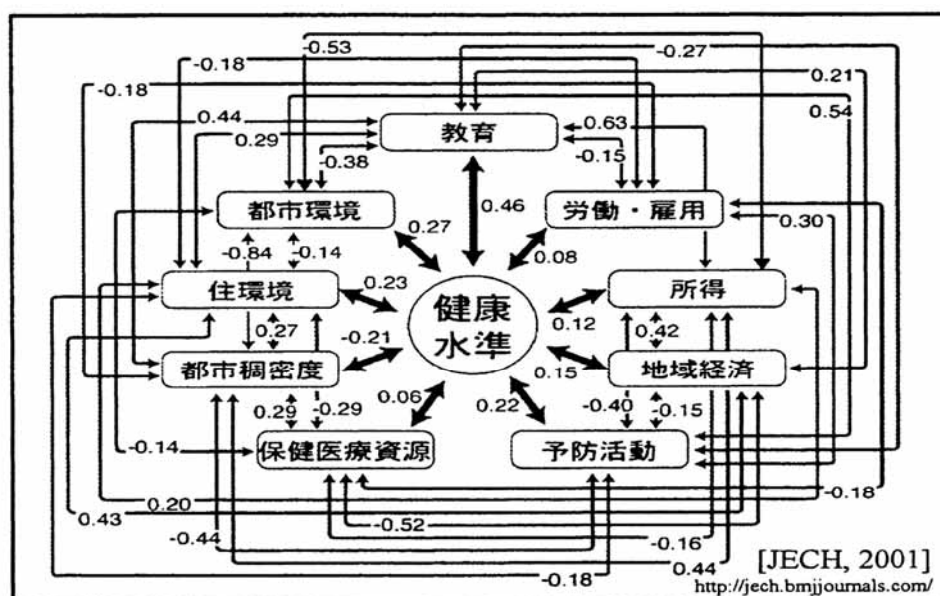 -0.53
-0.27
-0.18
0.21
-0.18
0.54
0.44
教育
0.63
0.29
-0.15
-0.38
都市環境
0.46
労働・雇用
0.27
0.30
0.08
-0.84
-0.14
住環境
0.23
健康
水準
所得
0.12
0.27
0.42
-0.21
都市稠密度
0.15
地域経済
0.06
0.22
0.29
-0.29
-0.40
-0.15
保健医療資源
予防活動
-0.14
-0.18
0.20
0.43
-0.52
-0.44
-0.16
0.44
-0.18
[JECH, 2001]
http://jech.bmjjournals.com/